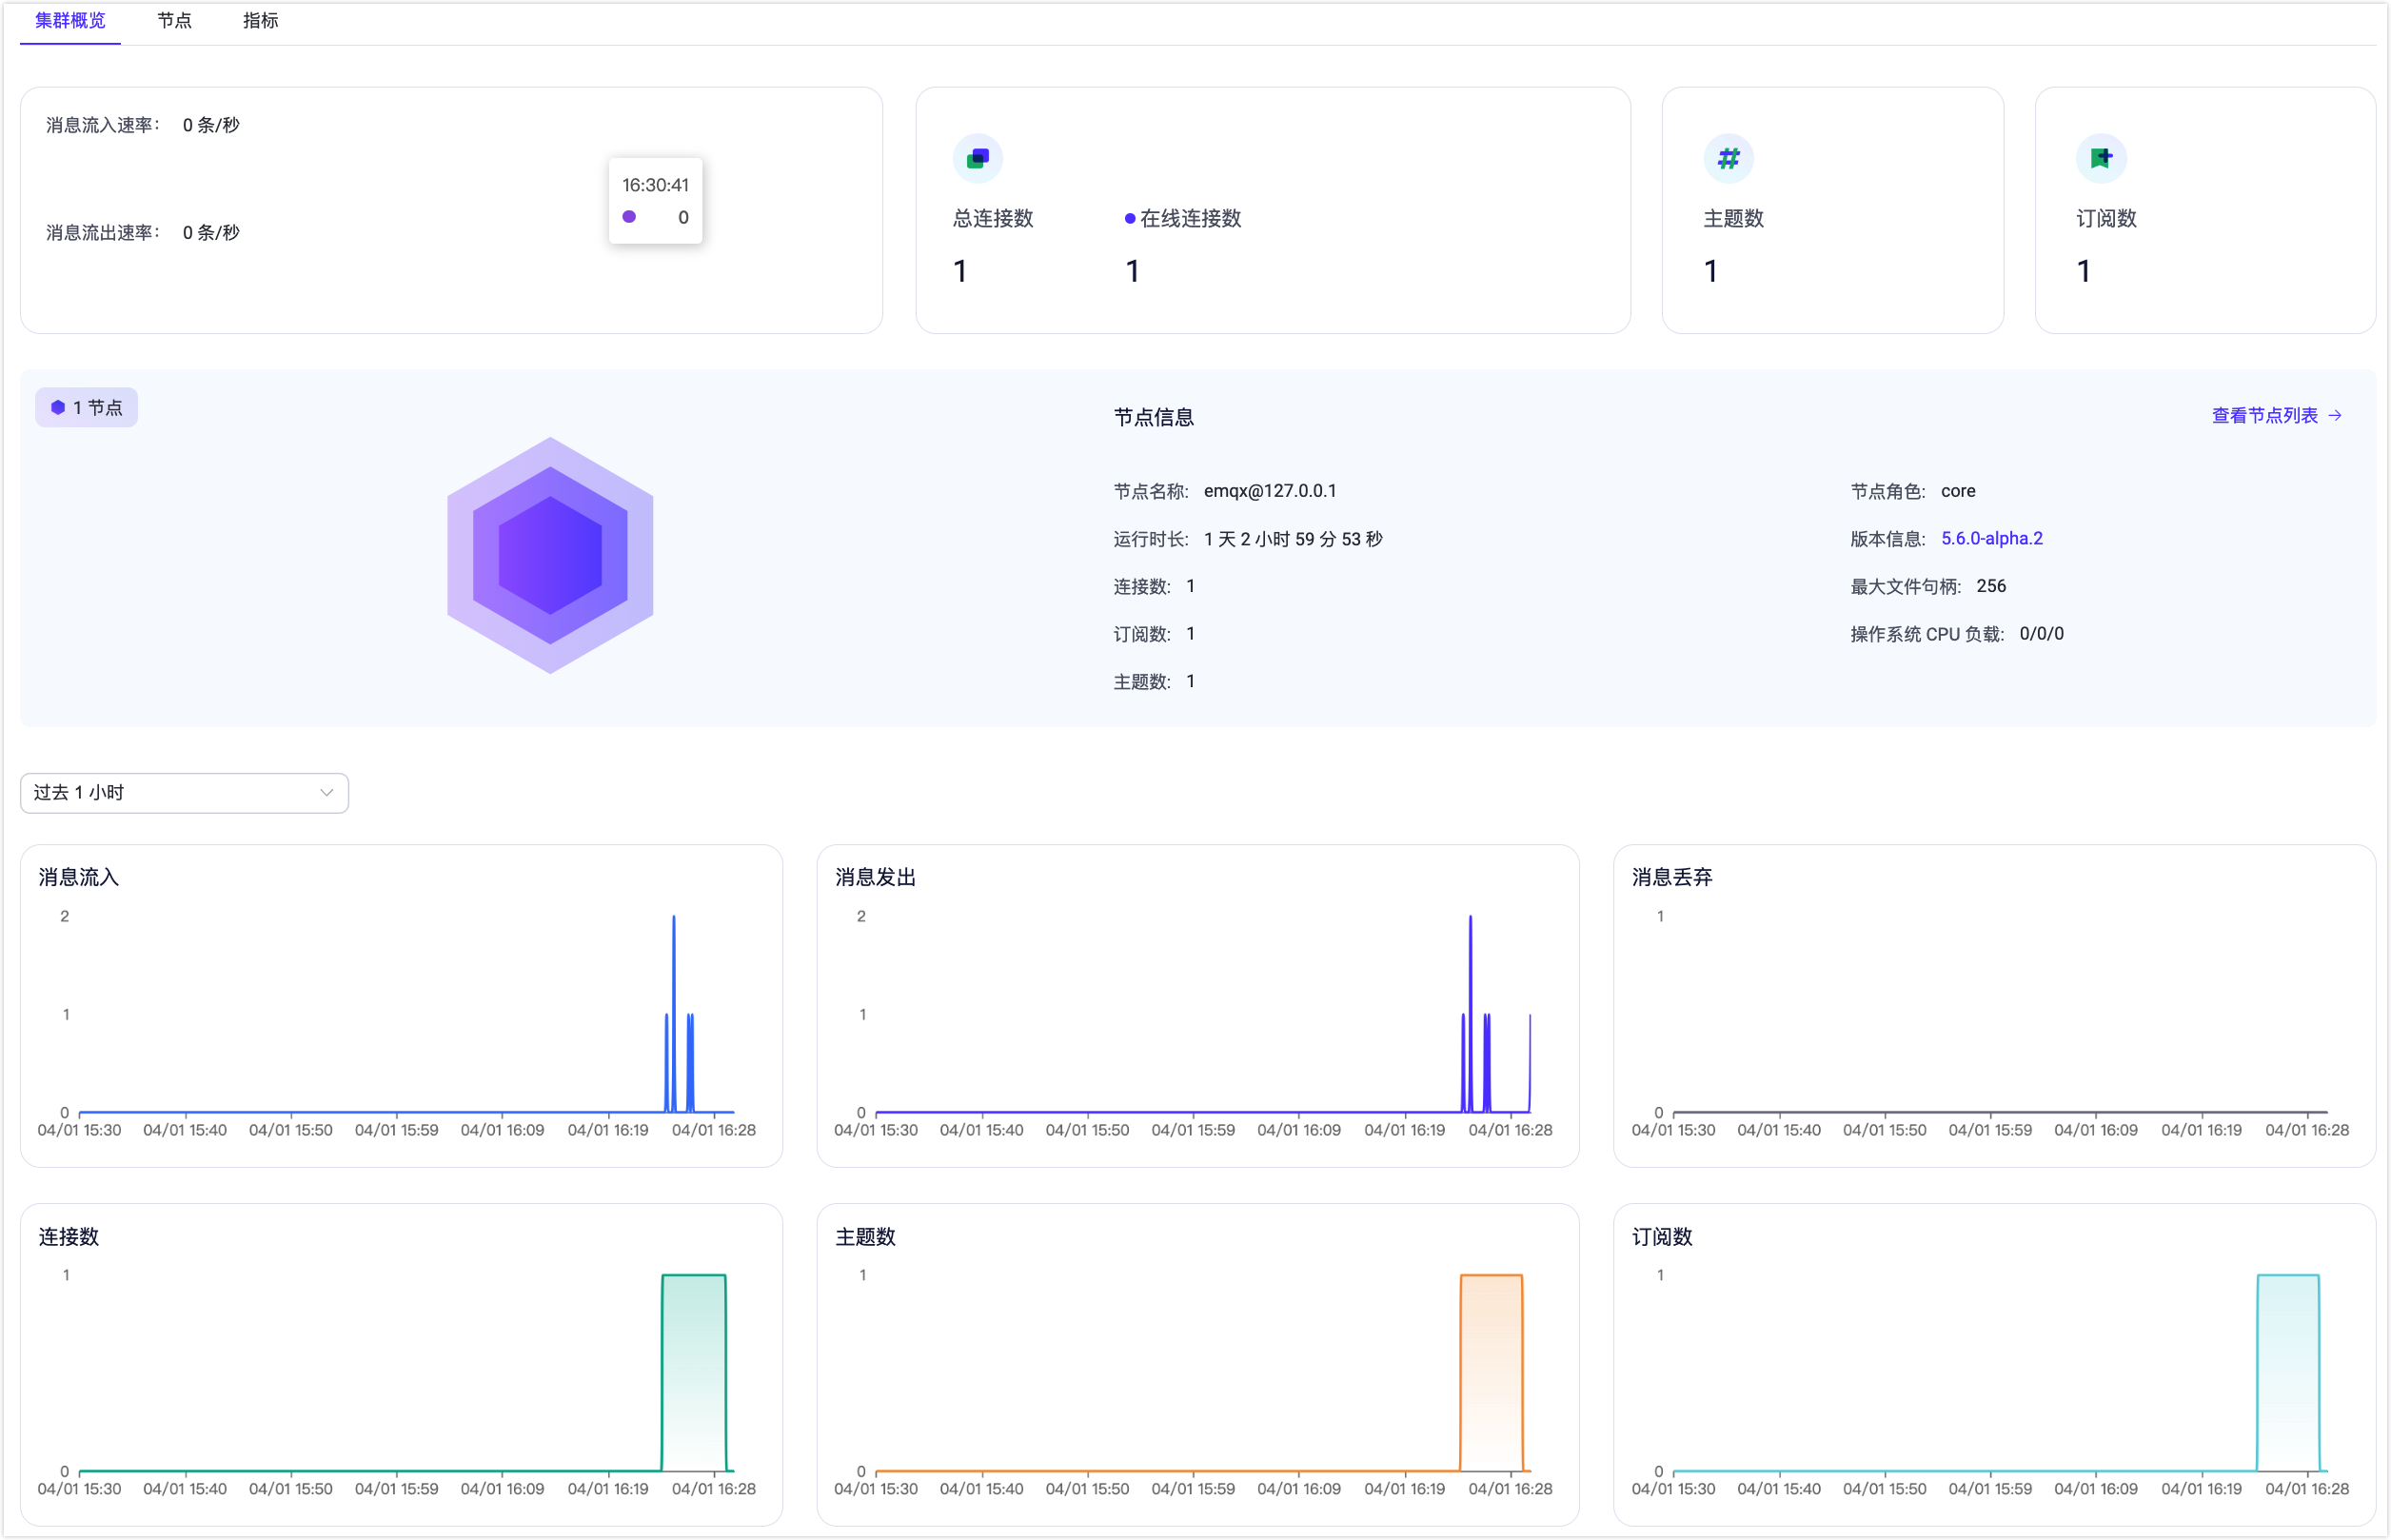 集群概览 节点 指标
消息流入速率： 0 条/秒
消息流出速率： 0 条/秒
16:30:41
0
总连接数
1
在线连接数
1
主题数
1
订阅数
1
1 节点
节点信息
查看节点列表 →
节点名称: emqx@127.0.0.1
节点角色: core
运行时长: 1 天 2 小时 59 分 53 秒
版本信息: 5.6.0-alpha.2
连接数: 1
最大文件句柄: 256
订阅数: 1
操作系统 CPU 负载: 0/0/0
主题数: 1
过去 1 小时
消息流入
2
1
0
04/01 15:30 04/01 15:40 04/01 15:50 04/01 15:59 04/01 16:09 04/01 16:19 04/01 16:28
消息发出
2
1
0
04/01 15:30 04/01 15:40 04/01 15:50 04/01 15:59 04/01 16:09 04/01 16:19 04/01 16:28
消息丢弃
1
0
04/01 15:30 04/01 15:40 04/01 15:50 04/01 15:59 04/01 16:09 04/01 16:19 04/01 16:28
连接数
1
0
04/01 15:30 04/01 15:40 04/01 15:50 04/01 15:59 04/01 16:09 04/01 16:19 04/01 16:28
主题数
1
0
04/01 15:30 04/01 15:40 04/01 15:50 04/01 15:59 04/01 16:09 04/01 16:19 04/01 16:28
订阅数
1
0
04/01 15:30 04/01 15:40 04/01 15:50 04/01 15:59 04/01 16:09 04/01 16:19 04/01 16:28